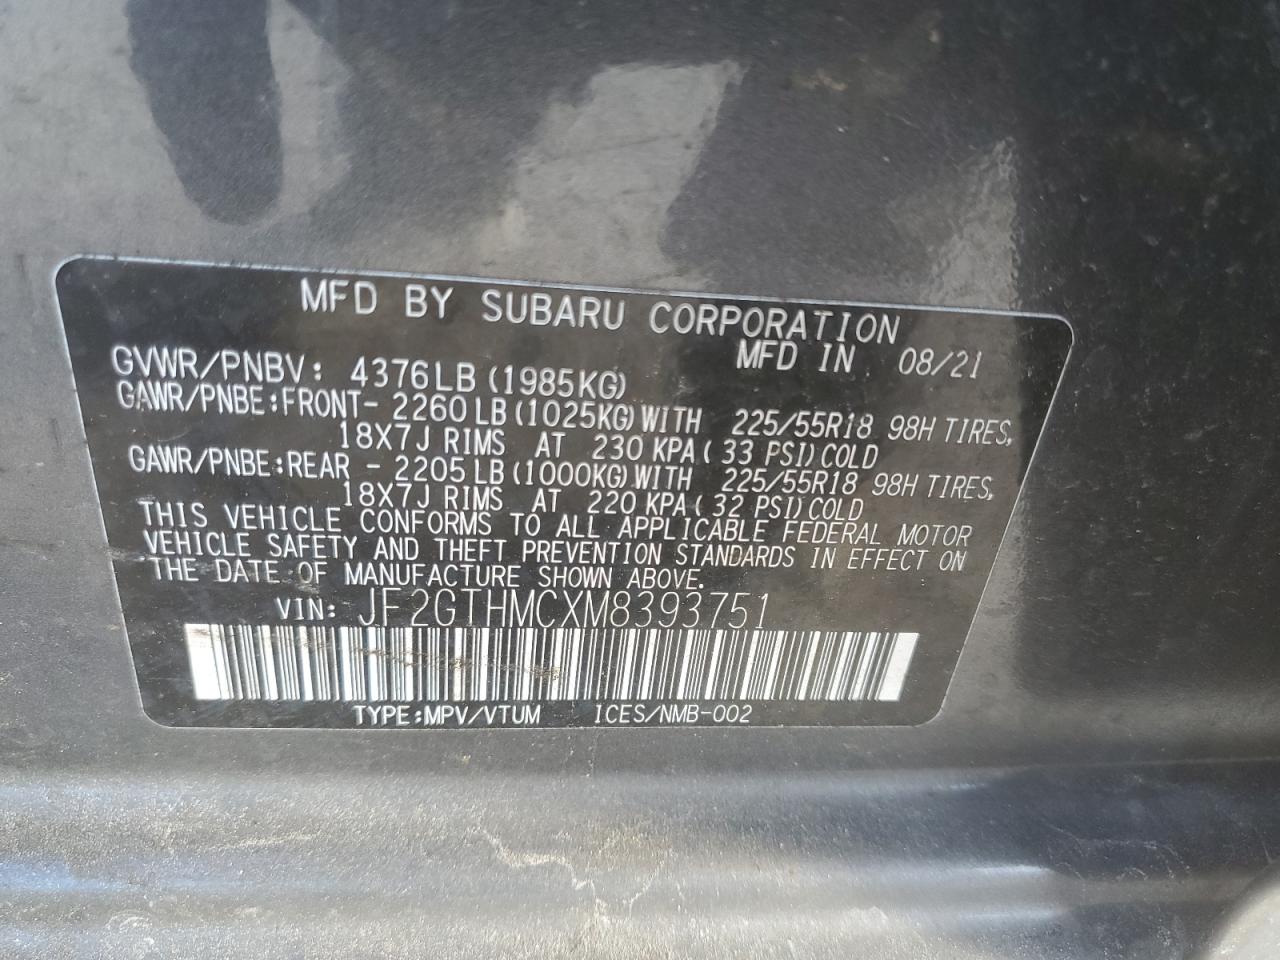 MFD BY SUBARU CORPORATION
MFD IN 08/21
GVWR/PNBV: 4376LB (1985KG)
GAWR/PNBE:FRONT- 2260 LB (1025KG) WITH 225/55R18 98H TIRES,
18X7J RIMS AT 230 KPA ( 33 PSI) COLD
GAWR/PNBE:REAR - 2205 LB (1000KG) WITH 225/55R18 98H TIRES,
18X7J RIMS AT 220 KPA ( 32 PSI) COLD
THIS VEHICLE CONFORMS TO ALL APPLICABLE FEDERAL MOTOR
VEHICLE SAFETY AND THEFT PREVENTION STANDARDS IN EFFECT ON
THE DATE OF MANUFACTURE SHOWN ABOVE.
VIN: JF2GTHMCXM8393751
TYPE:MPV/VTUM ICES/NMB-002